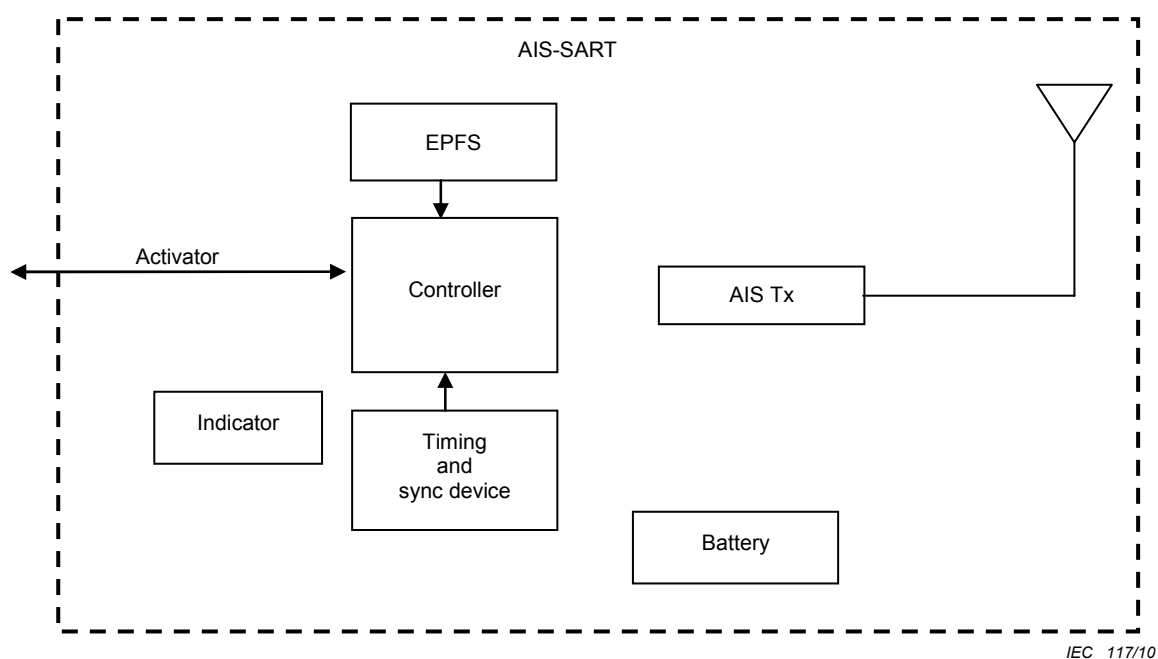 AIS-SART
EPFS
Activator
Controller
AIS Tx
Indicator
Timing
and
sync device
Battery
IEC 117/10